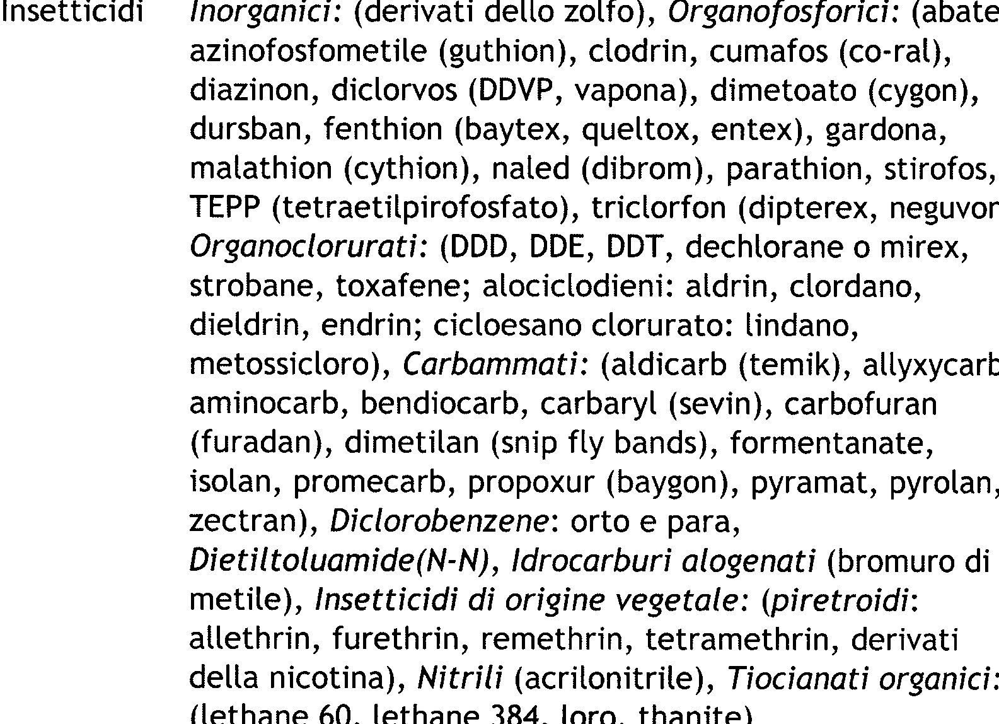 Insetticidi Inorganici: (derivati dello zolfo), Organofosforici: (abate
azinofosfometile (guthion), clodrin, cumafos (co-ral),
diazinon, diclorvos (DDVP, vapona), dimetoato (cygon),
dursban, fenthion (baytex, queltox, entex), gardona,
malathion (cythion), naled (dibrom), parathion, stirofos,
TEPP (tetraetilpirofosfato), triclorfon (dipterex,
Organoclorurati: (DDD, DDE, DDT, dechlorane o mirex,
strobane, toxafene; alociclodieni: aldrin, clordano,
dieldrin, endrin; cicloesano clorurato: lindano,
metossicloro), Carbammati: (aldicarb (temik), allyxycarb
aminocarb, bendiocarb, carbaryl (sevin), carbofuran
(furadan), dimetilan (snip fly bands), formentanate,
isolan, promecarb, propoxur (baygon), pyramat, pyrolan,
zectran), Diclorobenzene: orto e para,
Dietiltoluamide(N-N), Idrocarburi alogenati (bromuro di
metile), Insetticidi di origine vegetale: (piretroidi:
allethrin, furethrin, remethrin, tetramethrin, derivati
della nicotina), Nitrili (acrilonitrile), Tiocianati organici:
(lethane 60, lethane 384, loro, thanite)